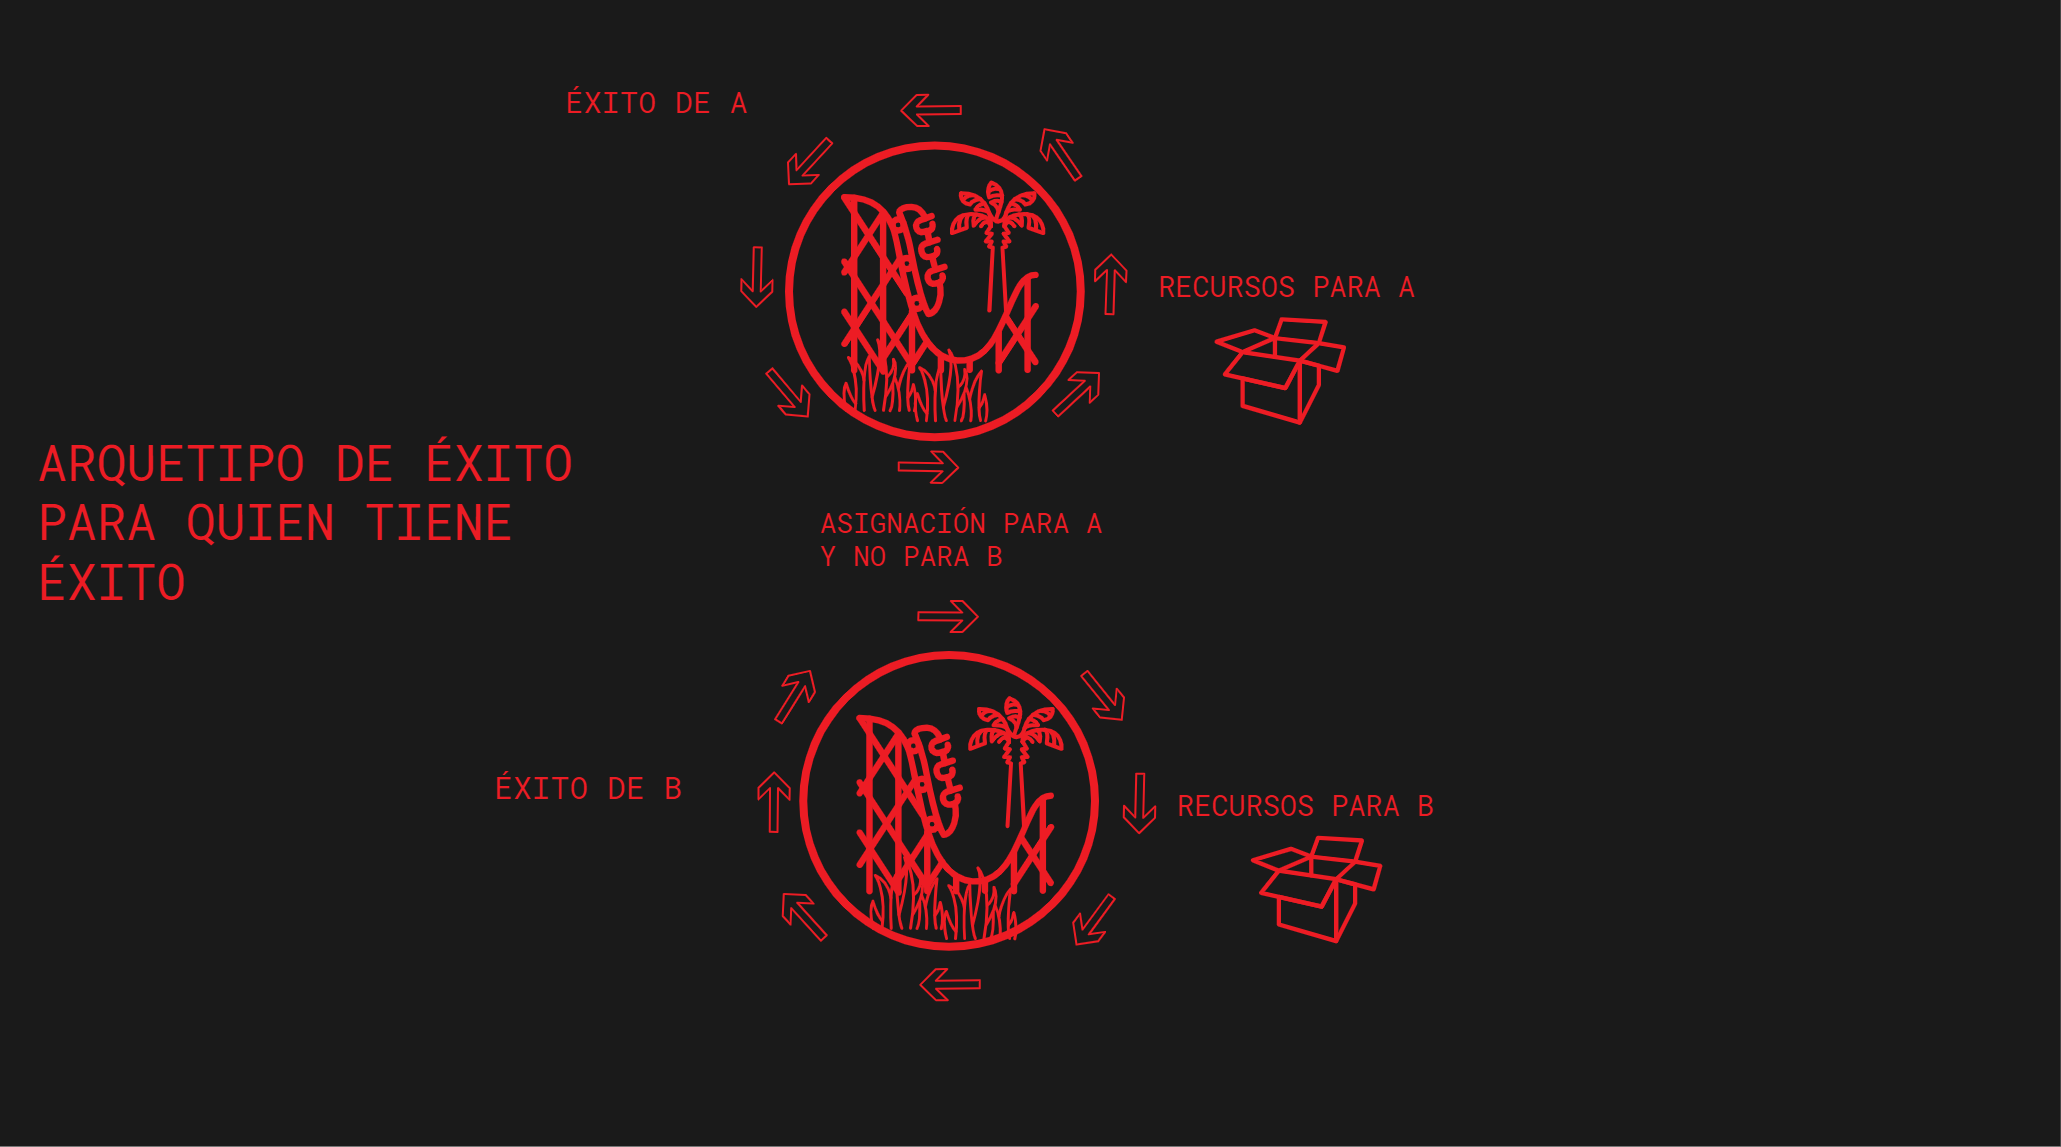 ÉXITO DE A
RECURSOS PARA A
ARQUETIPO DE ÉXITO
PARA QUIEN TIENE
ÉXITO
ASIGNACIÓN PARA A
Y NO PARA B
ÉXITO DE B
RECURSOS PARA B